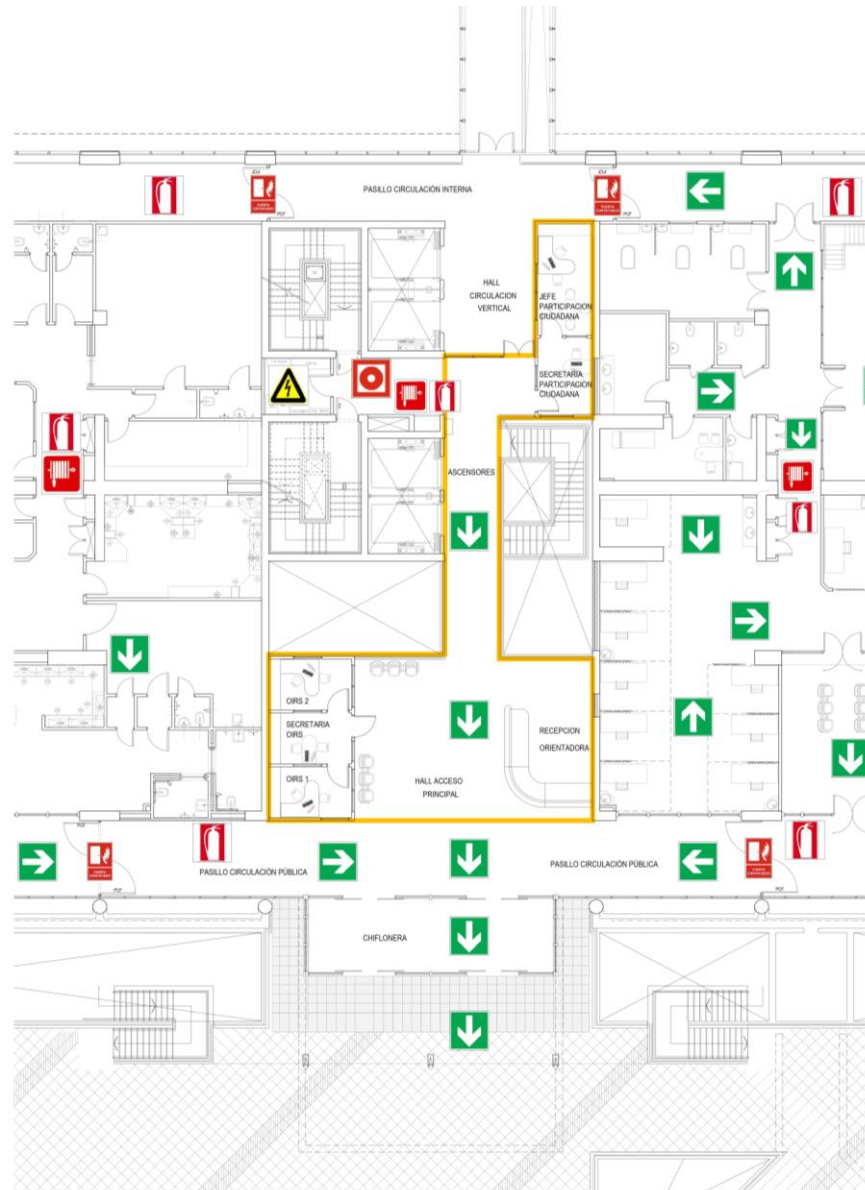 PASILLO CIRCULACIÓN INTERNA
HALL
CIRCULACION
VERTICAL
JEFE
PARTICIPACION
CIUDADANA
SECRETARIA
PARTICIPACION
CIUDADANA
ASCENSORES
OIRS 2
SECRETARIA
OIRS
OIRS 1
RECEPCION
ORIENTADORA
HALL ACCESO
PRINCIPAL
PASILLO CIRCULACIÓN PÚBLICA
PASILLO CIRCULACIÓN PÚBLICA
CHIFLONERA